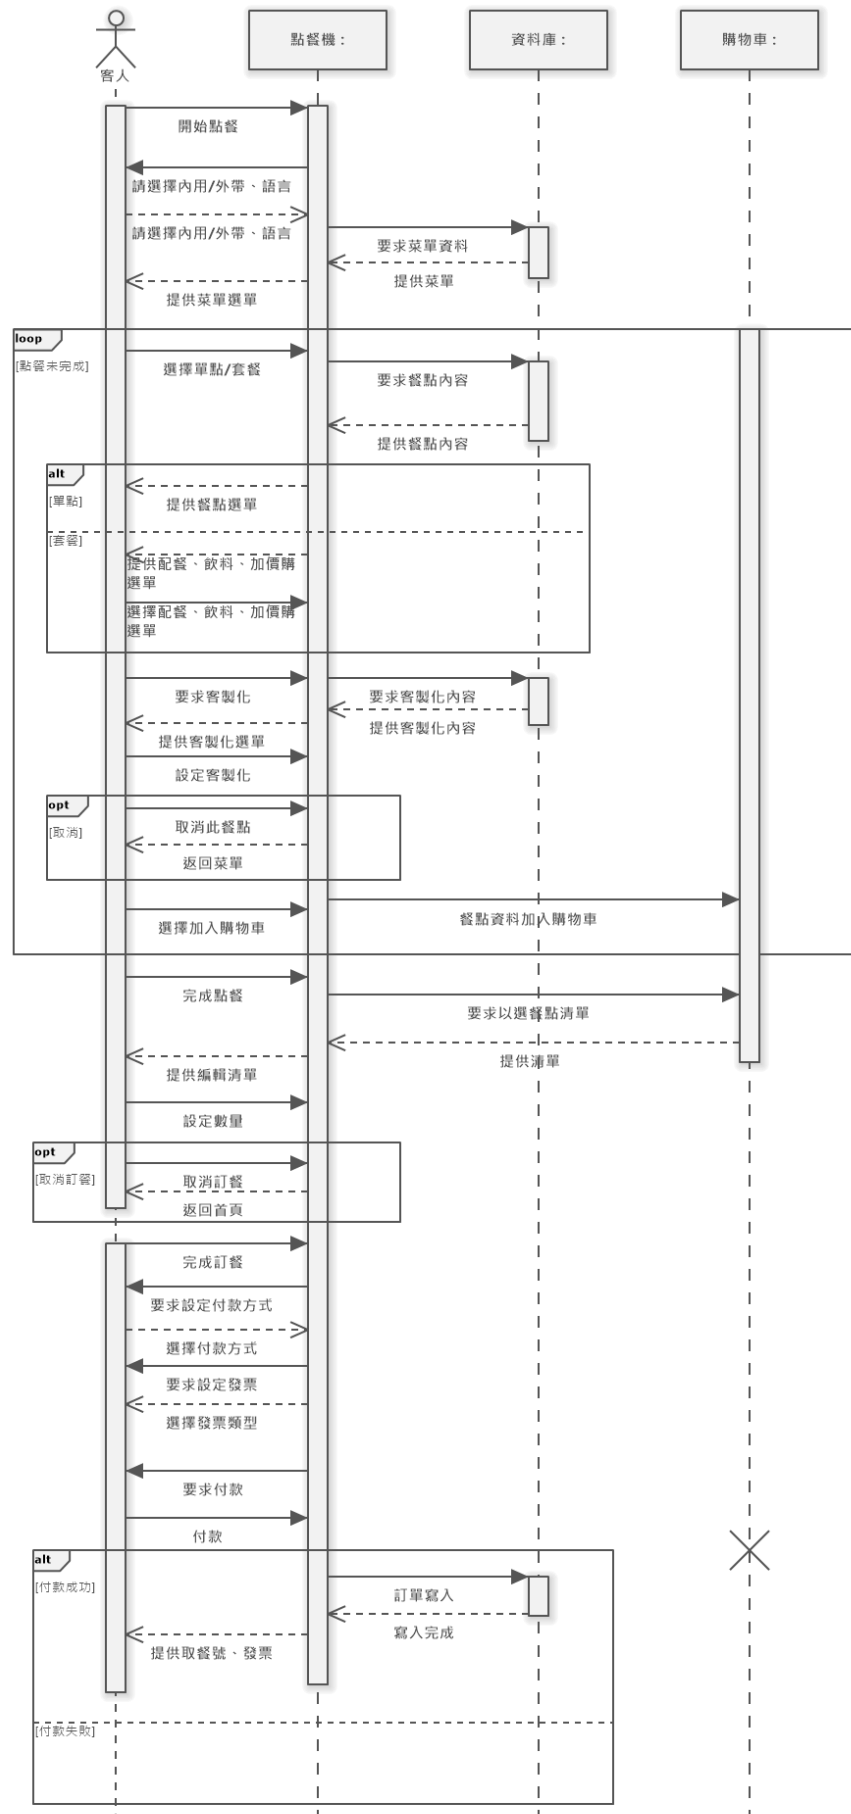 點餐機：
資料庫：
購物車：
客人
開始點餐
請選擇內用/外帶、語言
請選擇內用/外帶、語言
要求菜單資料
提供菜單
提供菜單選單
loop
[點餐未完成]
選擇單點/套餐
要求餐點內容
提供餐點內容
alt
[單點]
提供餐點選單
[套餐]
提供配餐、飲料、加價購
選單
選擇配餐、飲料、加價購
選單
要求客製化
要求客製化內容
提供客製化內容
提供客製化選單
設定客製化
opt
[取消]
取消此餐點
返回菜單
餐點資料加入購物車
選擇加入購物車
完成點餐
要求以選餐點清單
提供清單
提供編輯清單
設定數量
opt
[取消訂餐]
取消訂餐
返回首頁
完成訂餐
要求設定付款方式
選擇付款方式
要求設定發票
選擇發票類型
要求付款
付款
alt
[付款成功]
訂單寫入
寫入完成
提供取餐號、發票
[付款失敗]